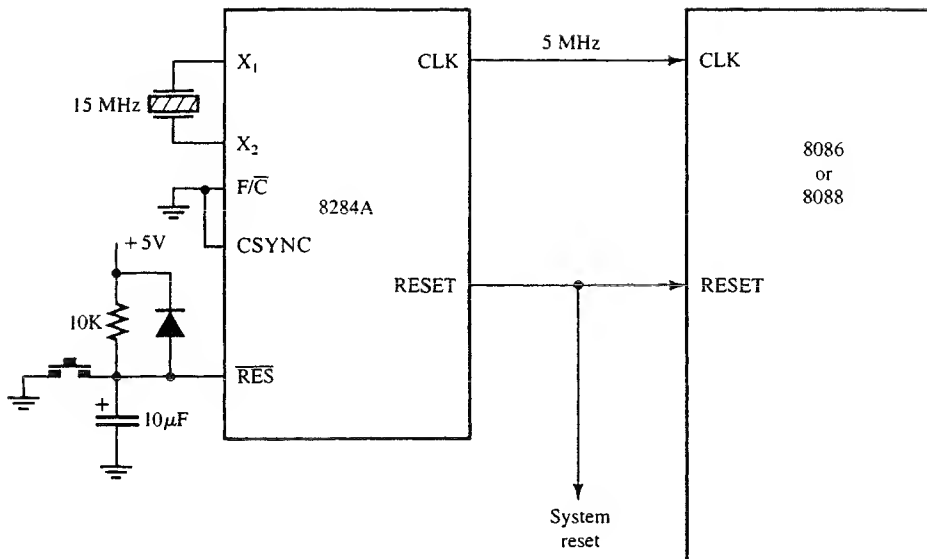 X₁
CLK
5 MHz
CLK
15 MHz
X₂
8086
or
8088
F/C̅
8284A
CSYNC
+5V
RESET
RESET
10K
R̅E̅S̅
+
10μF
System
reset